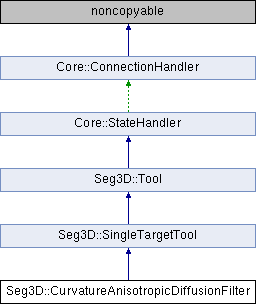 noncopyable
Core::ConnectionHandler
Core::StateHandler
Seg3D::Tool
Seg3D::SingleTargetTool
Seg3D::CurvatureAnisotropicDiffusionFilter